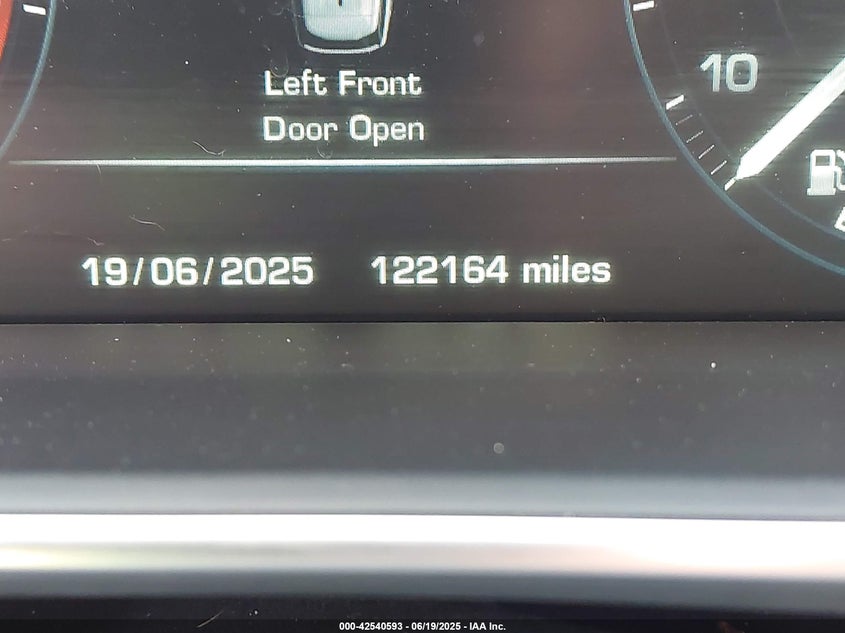 Left Front
Door Open
10
19/06/2025 122164 miles
000-42540593 - 06/19/2025 - IAA Inc.